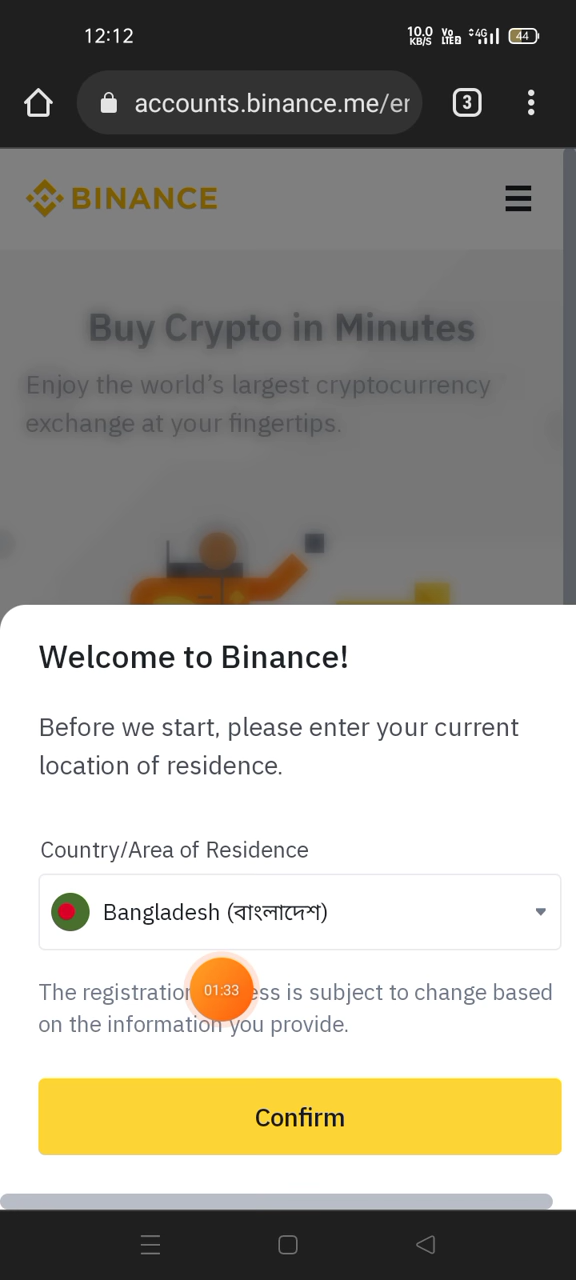 12:12
10.0 KB/S Vo LTE2 4G 44
accounts.binance.me/er
3
BINANCE
Buy Crypto in Minutes
Enjoy the world's largest cryptocurrency
exchange at your fingertips.
Welcome to Binance!
Before we start, please enter your current
location of residence.
Country/Area of Residence
Bangladesh (বাংলাদেশ)
The registration ess is subject to change based
01:33
on the information you provide.
Confirm